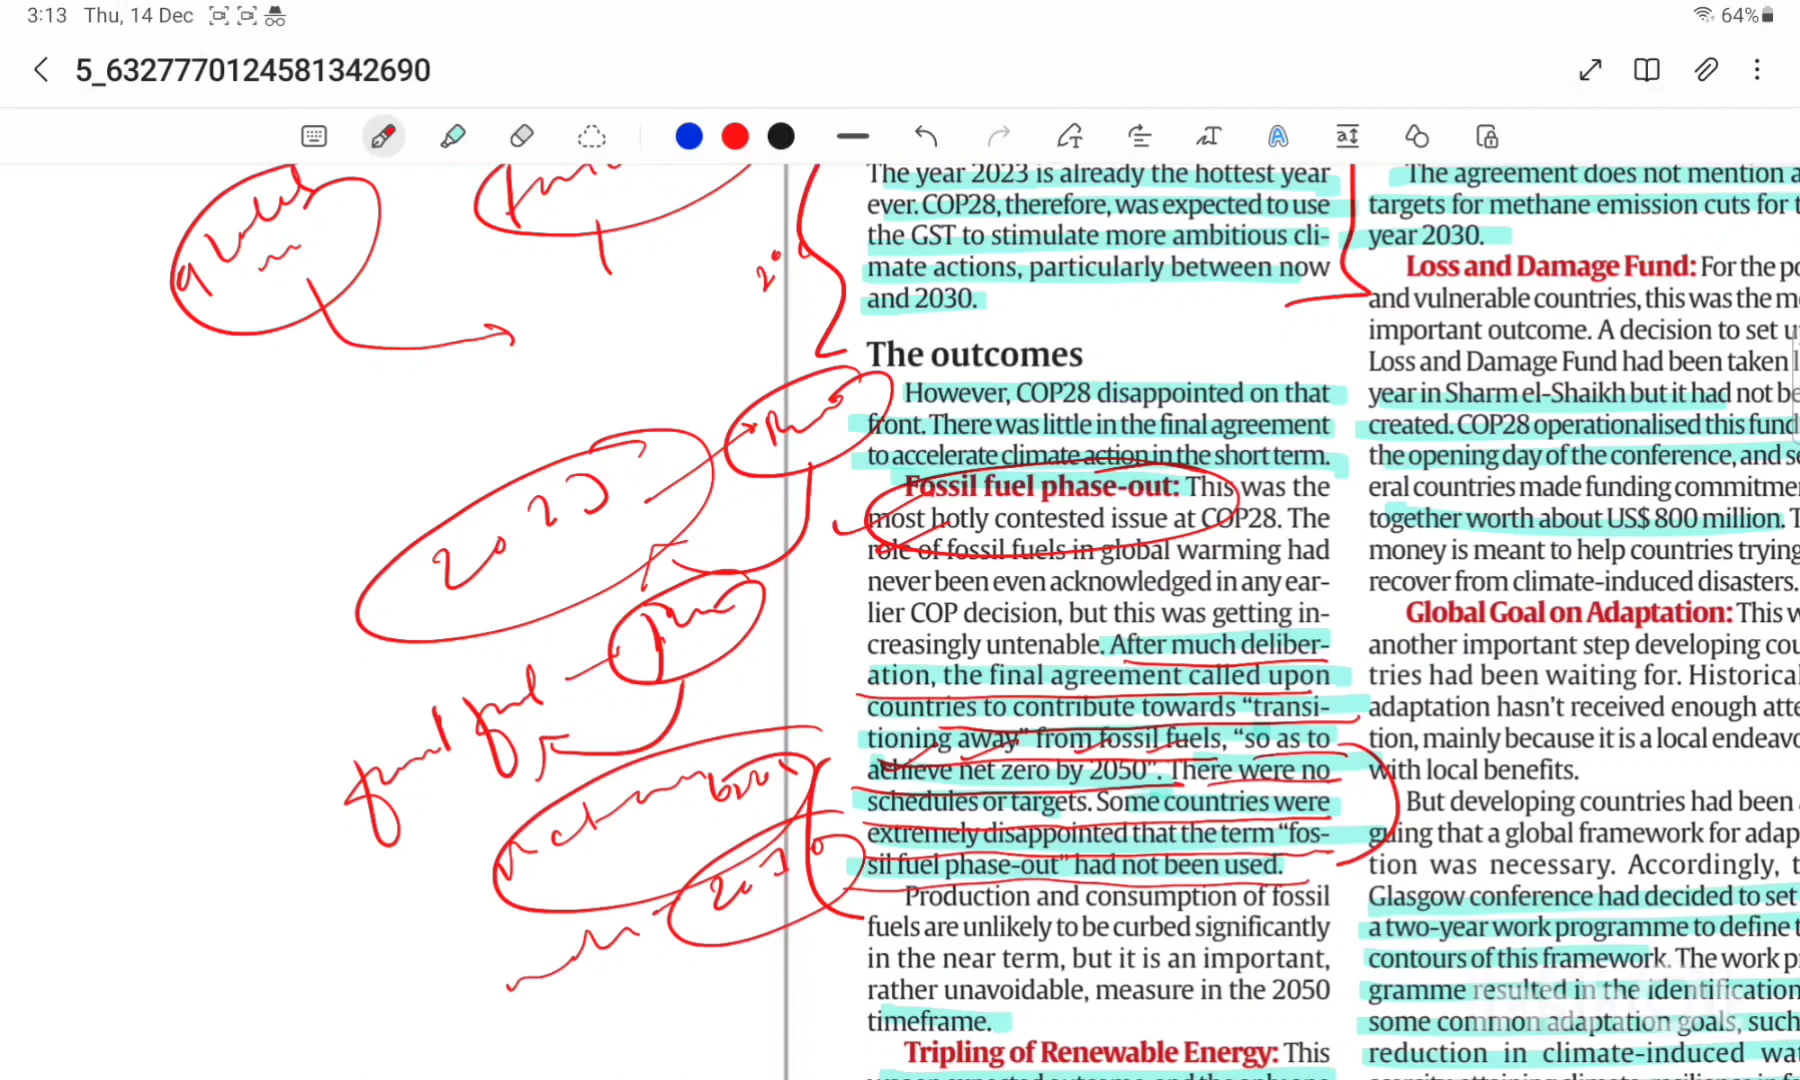 3:13 Thu, 14 Dec
64%
5_6327770124581342690
The year 2023 is already the hottest year
ever. COP28, therefore, was expected to use
the GST to stimulate more ambitious cli-
mate actions, particularly between now
and 2030.
The outcomes
However, COP28 disappointed on that
front. There was little in the final agreement
to accelerate climate action in the short term.
Fossil fuel phase-out: This was the
most hotly contested issue at COP28. The
role of fossil fuels in global warming had
never been even acknowledged in any ear-
lier COP decision, but this was getting in-
creasingly untenable. After much deliber-
ation, the final agreement called upon
countries to contribute towards “transi-
tioning away” from fossil fuels, “so as to
achieve net zero by 2050”. There were no
schedules or targets. Some countries were
extremely disappointed that the term “fos-
sil fuel phase-out” had not been used.
Production and consumption of fossil
fuels are unlikely to be curbed significantly
in the near term, but it is an important,
rather unavoidable, measure in the 2050
timeframe.
Tripling of Renewable Energy: This
The agreement does not mention a
targets for methane emission cuts for t
year 2030.
Loss and Damage Fund: For the po
and vulnerable countries, this was the m
important outcome. A decision to set u
Loss and Damage Fund had been taken l
year in Sharm el-Shaikh but it had not be
created. COP28 operationalised this fund
the opening day of the conference, and se
eral countries made funding commitme
together worth about US$ 800 million. T
money is meant to help countries trying
recover from climate-induced disasters.
Global Goal on Adaptation: This w
another important step developing cou
tries had been waiting for. Historical
adaptation hasn’t received enough atte
tion, mainly because it is a local endeavo
with local benefits.
But developing countries had been a
guing that a global framework for adap
tion was necessary. Accordingly, t
Glasgow conference had decided to set
a two-year work programme to define t
contours of this framework. The work p
gramme resulted in the identification
some common adaptation goals, such
reduction in climate-induced wa
2023
2030